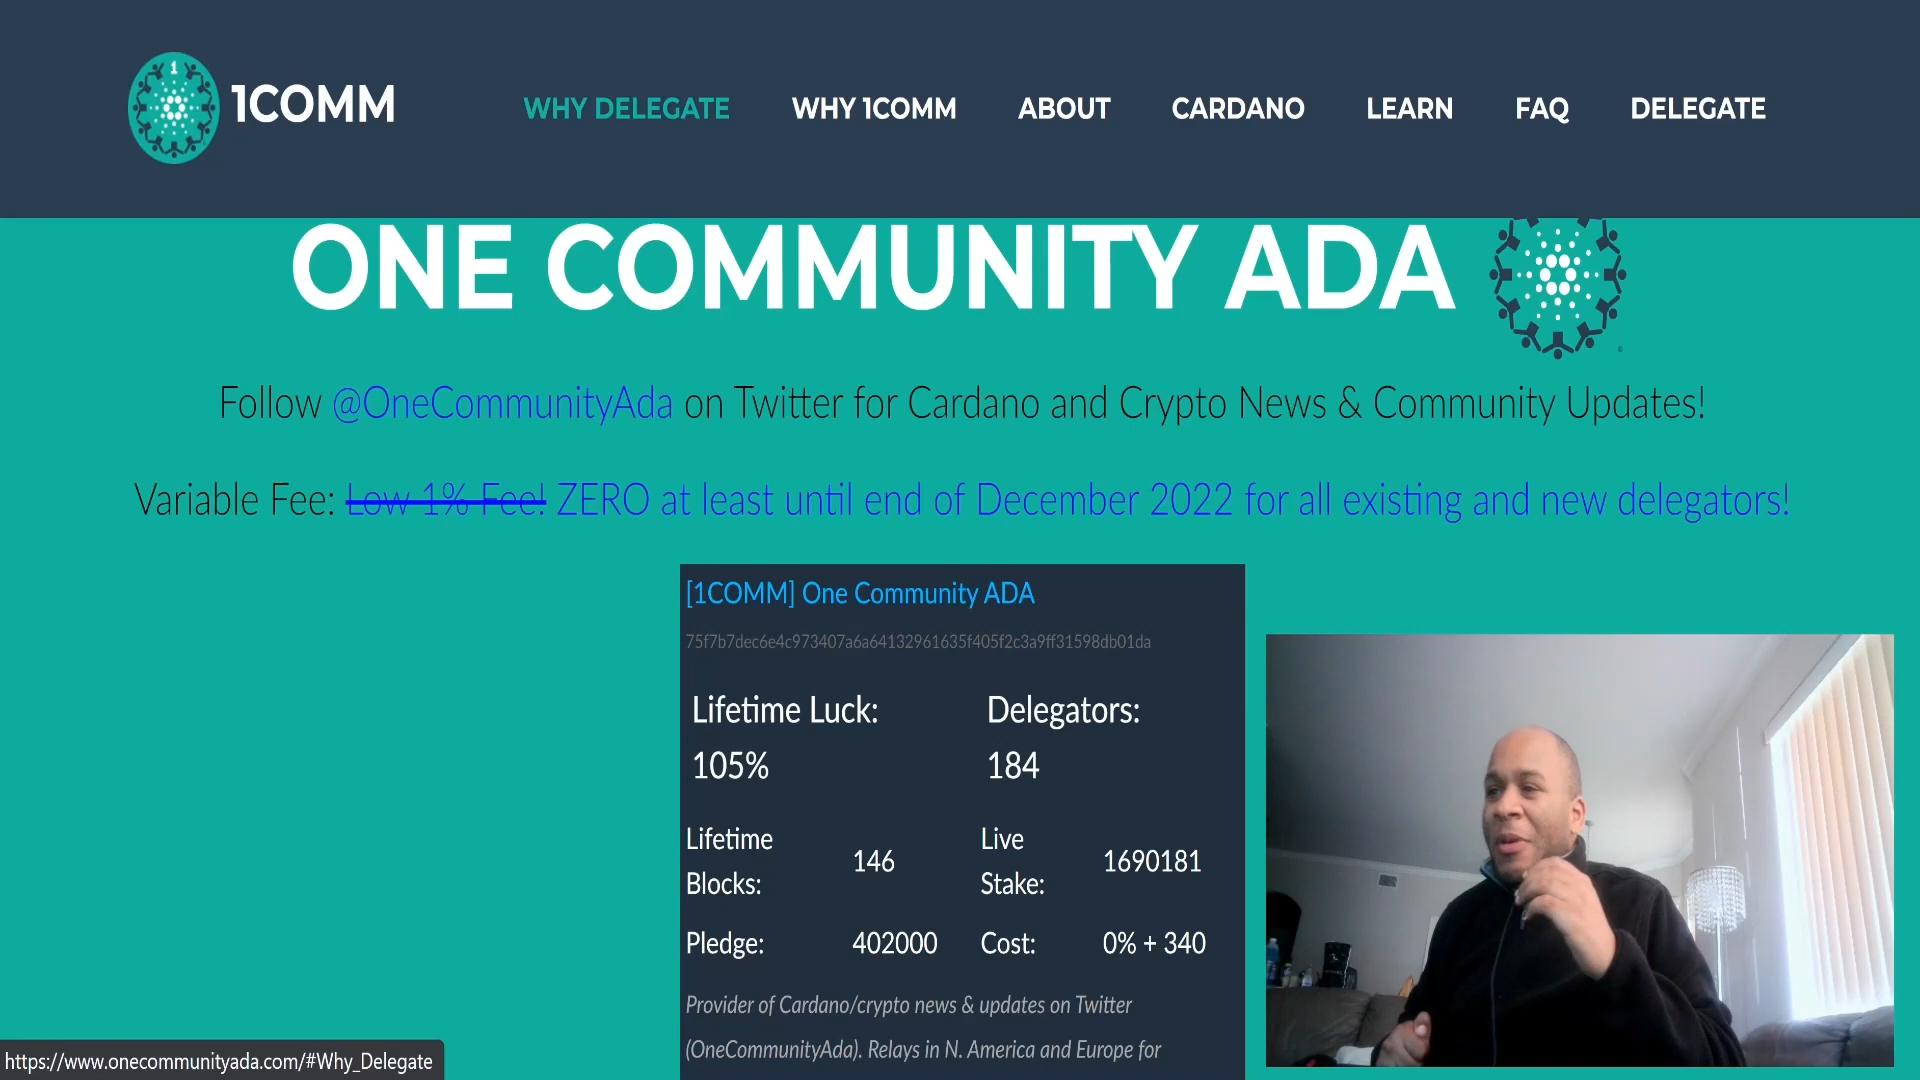 1COMM
WHY DELEGATE
WHY 1COMM
ABOUT
CARDANO
LEARN
FAQ
DELEGATE
ONE COMMUNITY ADA
Follow @OneCommunityAda on Twitter for Cardano and Crypto News & Community Updates!
Variable Fee: Low 1% Fee! ZERO at least until end of December 2022 for all existing and new delegators!
[1COMM] One Community ADA
75f7b7dec6e4c973407a6a64132961635f405f2c3a9ff31598db01da
Lifetime Luck:
105%
Delegators:
184
Lifetime
Blocks:
146
Live
Stake:
1690181
Pledge:
402000
Cost:
0% + 340
Provider of Cardano/crypto news & updates on Twitter
(OneCommunityAda). Relays in N. America and Europe for
https://www.onecommunityada.com/#Why_Delegate